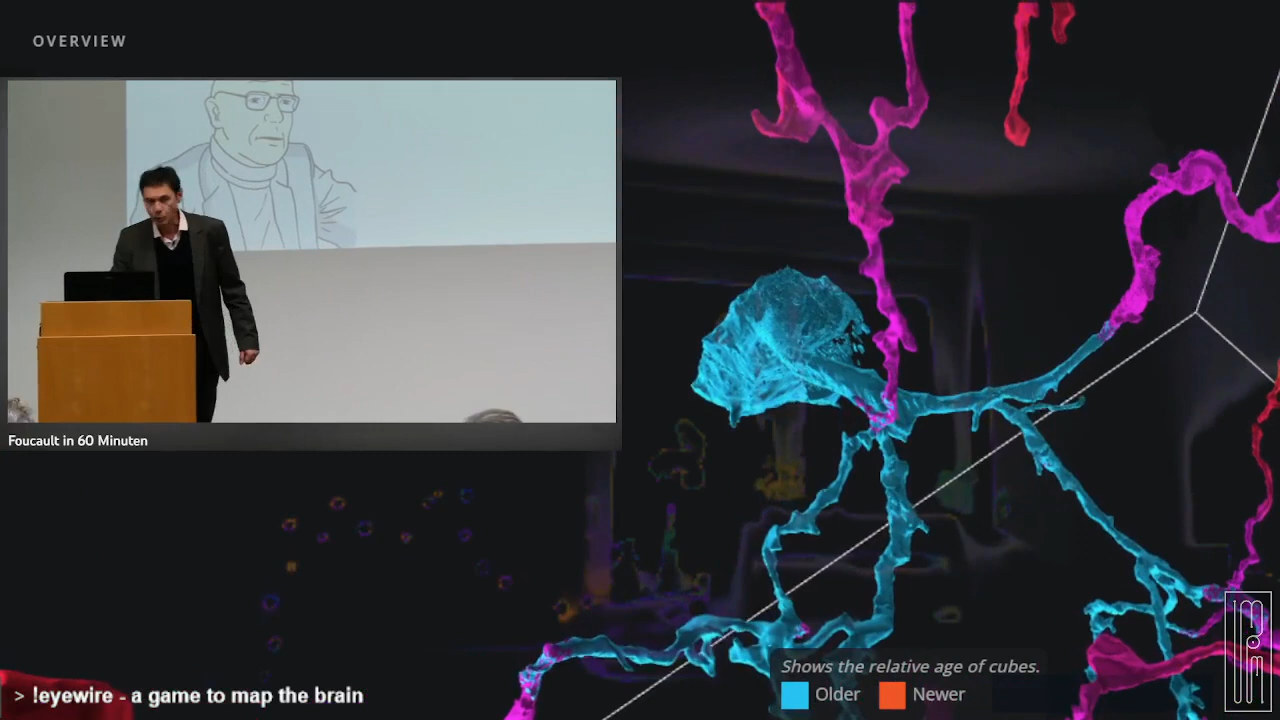 OVERVIEW
Foucault in 60 Minuten
> !eyewire - a game to map the brain
Shows the relative age of cubes.
Older
Newer